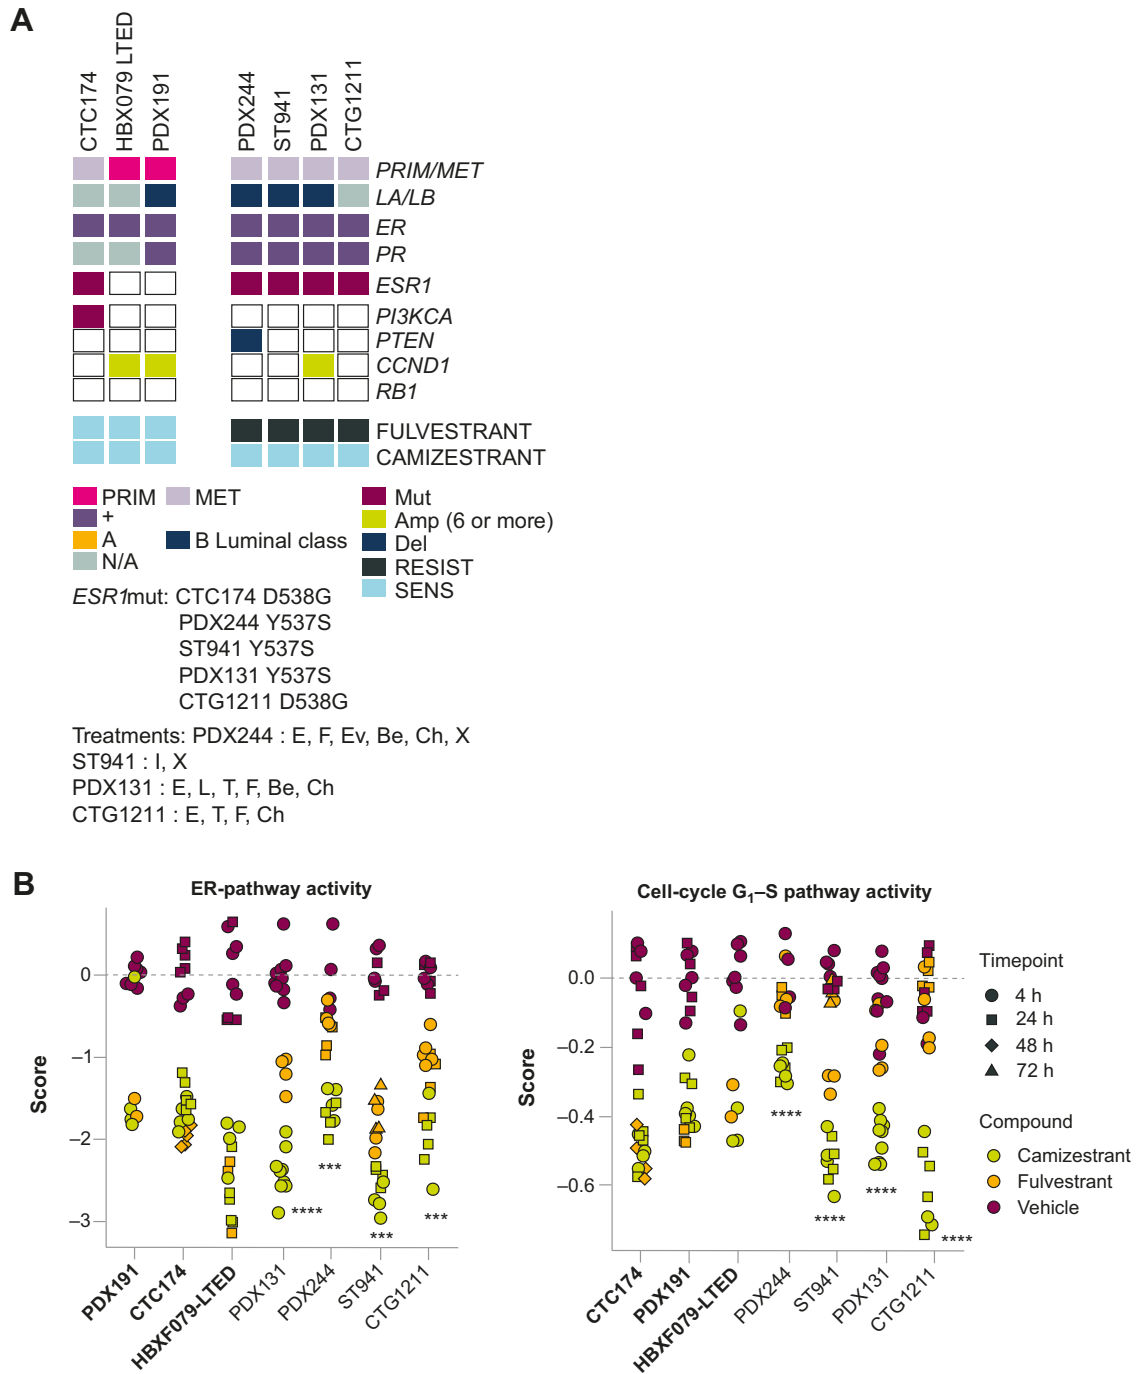 A
CTC174
HBX079 LTED
PDX191
PDX244
ST941
PDX131
CTG1211
PRIM/MET
LA/LB
ER
PR
ESR1
PI3KCA
PTEN
CCND1
RB1
FULVESTRANT
CAMIZESTRANT
PRIM
MET
Mut
+
Amp (6 or more)
A
B Luminal class
Del
N/A
RESIST
SENS
ESR1mut: CTC174 D538G
PDX244 Y537S
ST941 Y537S
PDX131 Y537S
CTG1211 D538G
Treatments: PDX244 : E, F, Ev, Be, Ch, X
ST941 : I, X
PDX131 : E, L, T, F, Be, Ch
CTG1211 : E, T, F, Ch
B
ER-pathway activity
Score
0
–1
–2
–3
****
***
***
***
PDX191
CTC174
HBXF079-LTED
PDX131
PDX244
ST941
CTG1211
Cell-cycle G₁–S pathway activity
Score
0.0
–0.2
–0.4
–0.6
****
****
****
****
CTC174
PDX191
HBXF079-LTED
PDX244
ST941
PDX131
CTG1211
Timepoint
4 h
24 h
48 h
72 h
Compound
Camizestrant
Fulvestrant
Vehicle